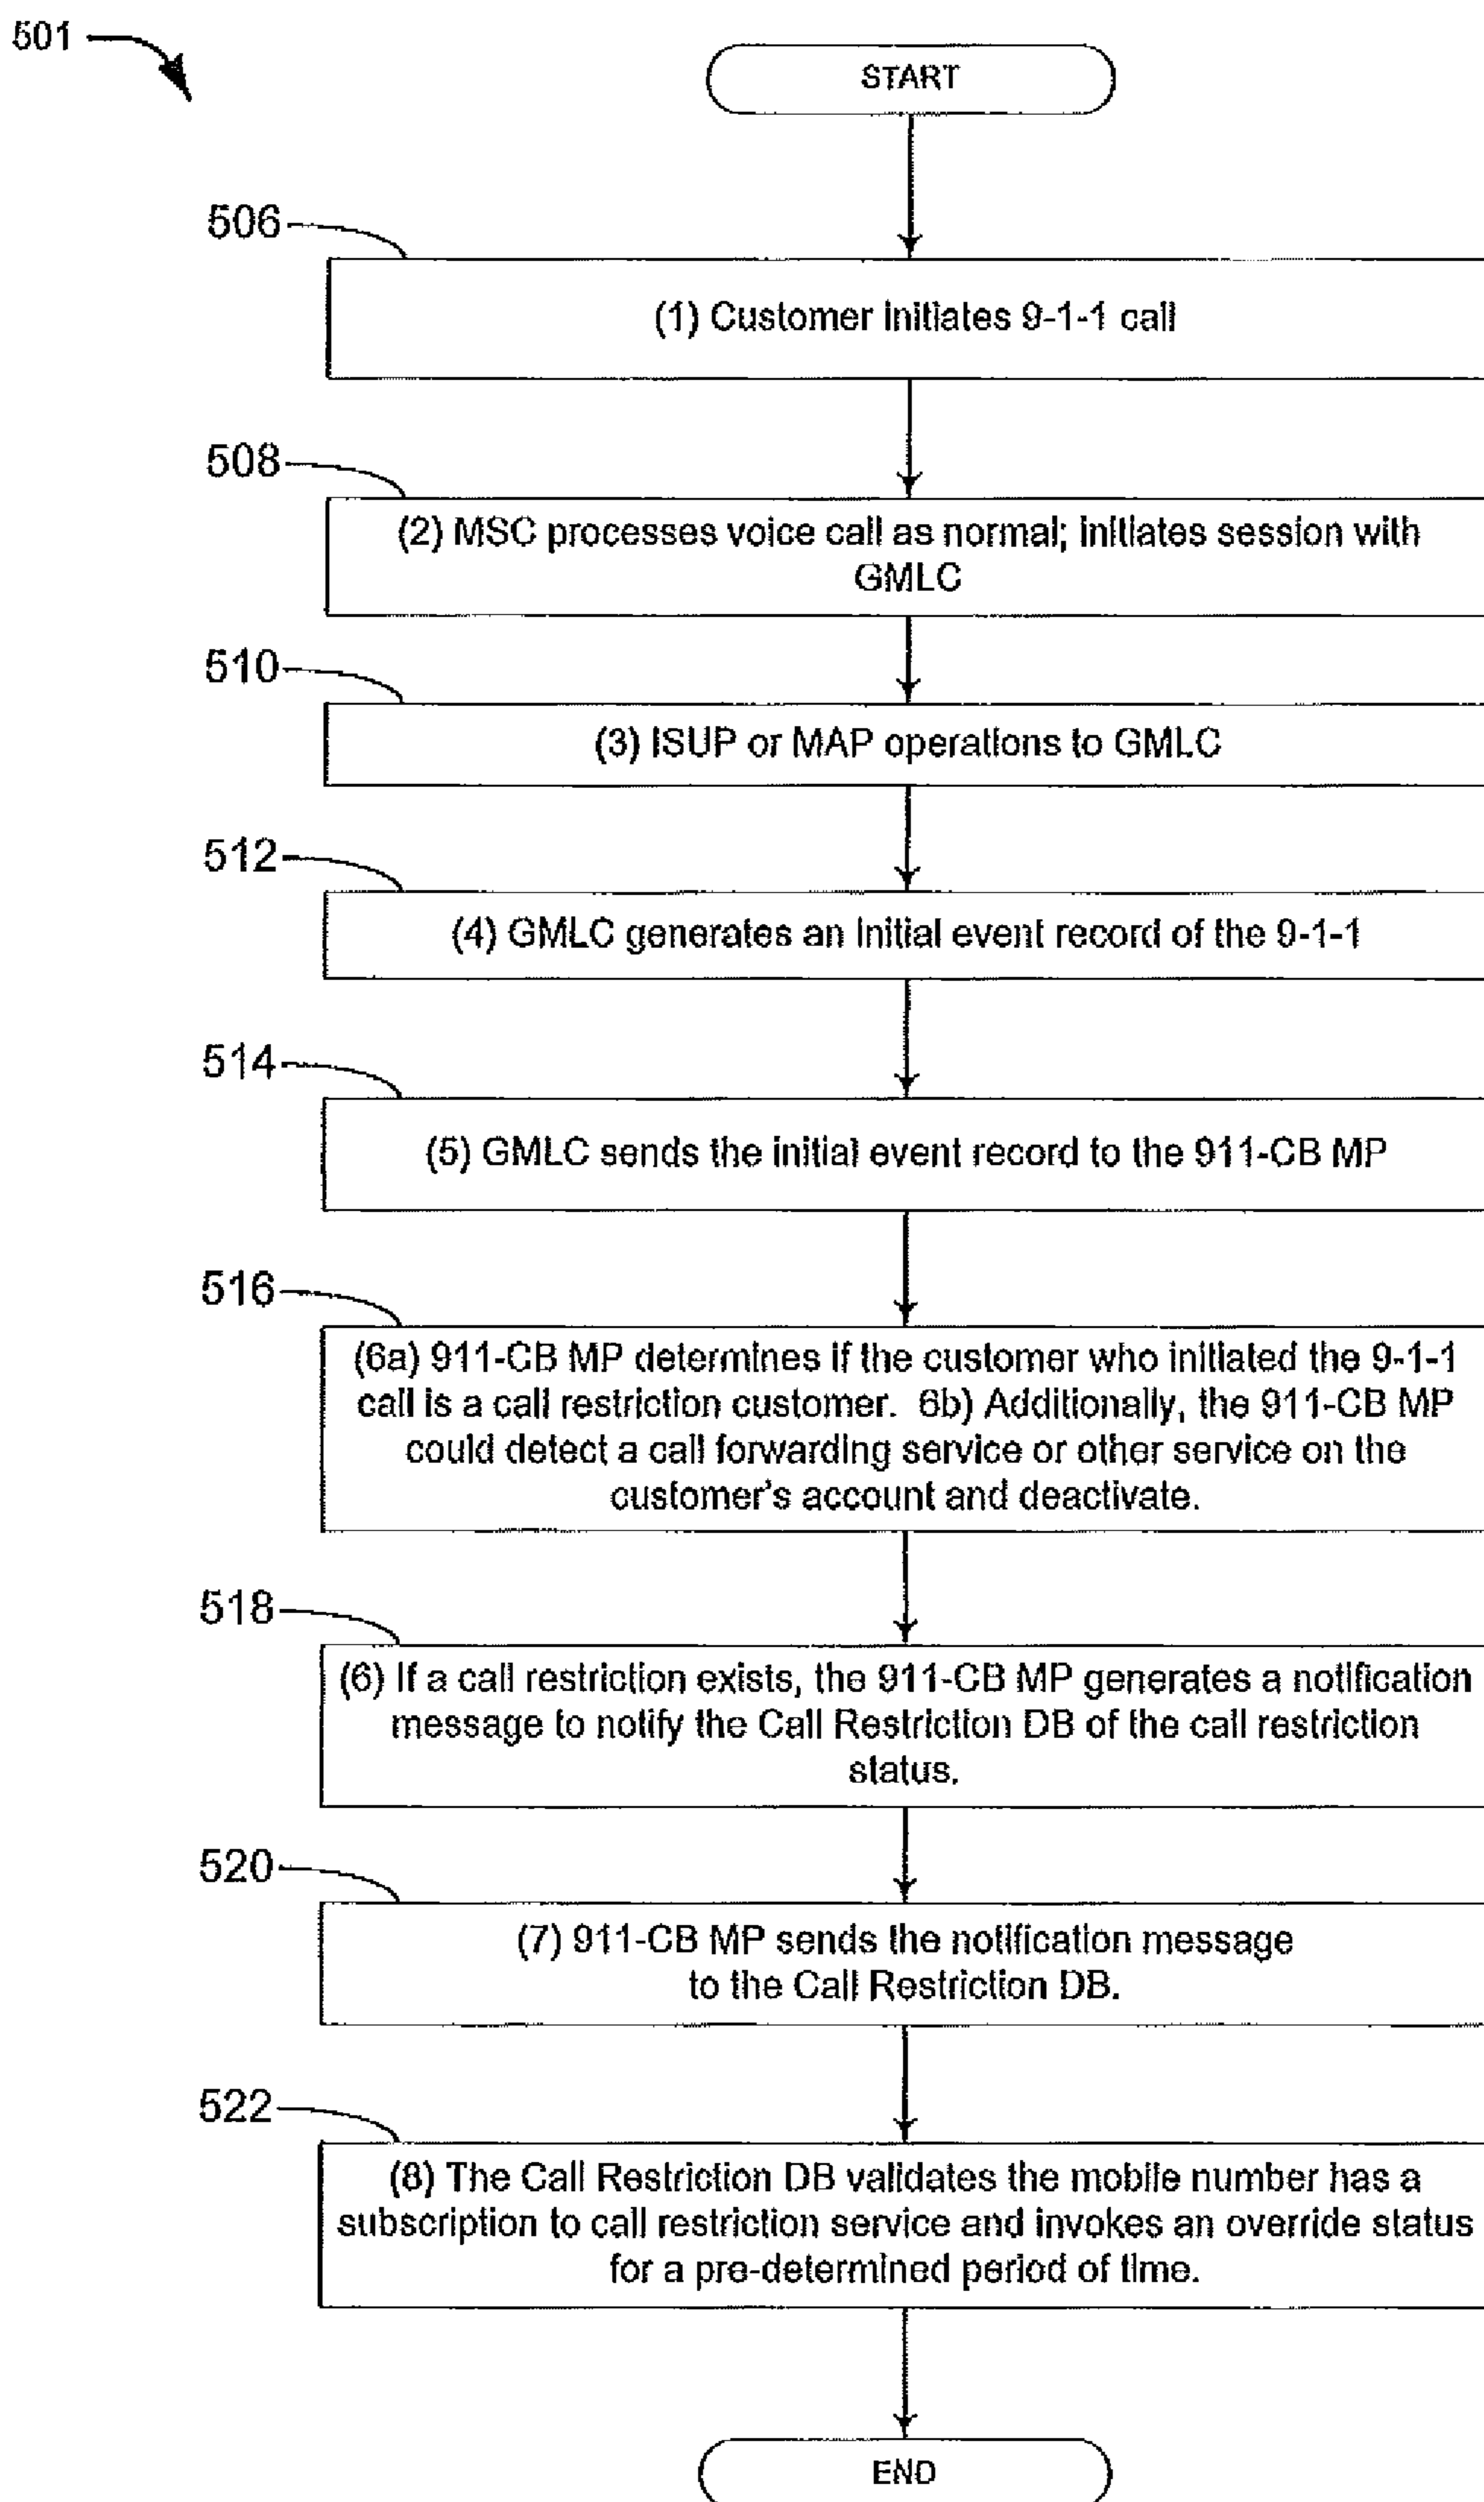 501
START
506
(1) Customer initiates 9-1-1 call
508
(2) MSC processes voice call as normal; initiates session with
GMLC
510
(3) ISUP or MAP operations to GMLC
512
(4) GMLC generates an initial event record of the 9-1-1
514
(5) GMLC sends the initial event record to the 911-CB MP
516
(6a) 911-CB MP determines if the customer who initiated the 9-1-1
call is a call restriction customer. 6b) Additionally, the 911-CB MP
could detect a call forwarding service or other service on the
customer's account and deactivate.
518
(6) If a call restriction exists, the 911-CB MP generates a notification
message to notify the Call Restriction DB of the call restriction
status.
520
(7) 911-CB MP sends the notification message
to the Call Restriction DB.
522
(8) The Call Restriction DB validates the mobile number has a
subscription to call restriction service and invokes an override status
for a pre-determined period of time.
END